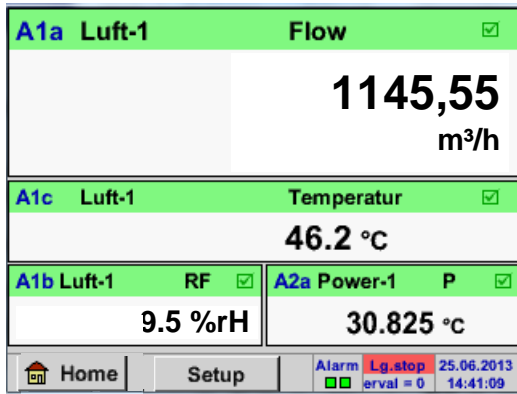 A1a Luft-1 Flow
1145,55
m³/h
A1c Luft-1 Temperatur
46.2 °C
A1b Luft-1 RF
9.5 %rH
A2a Power-1 P
30.825 °C
Home
Setup
Alarm
Lg.stop
erval = 0
25.06.2013
14:41:09